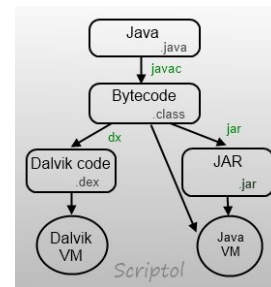 Java
.java
javac
Bytecode
.class
dx
jar
Dalvik code
.dex
JAR
.jar
Dalvik
VM
Java
VM
Scriptol